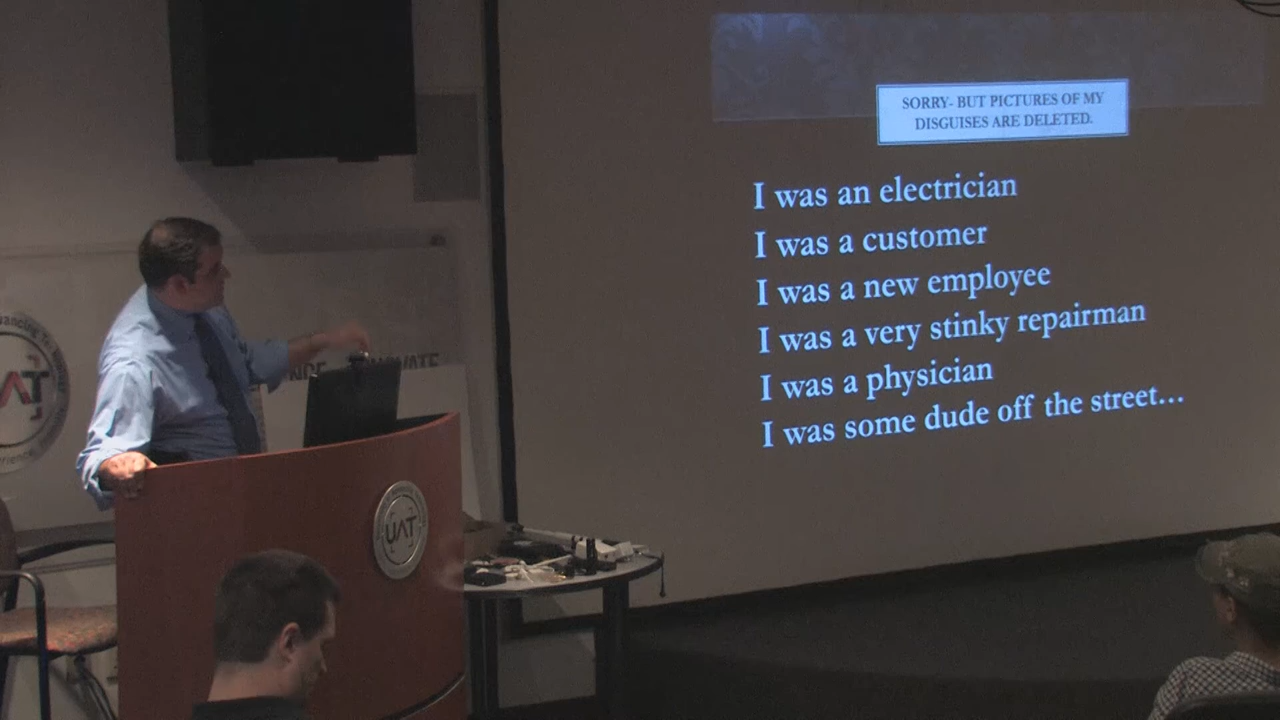 SORRY- BUT PICTURES OF MY
DISGUISES ARE DELETED.
I was an electrician
I was a customer
I was a new employee
I was a very stinky repairman
I was a physician
I was some dude off the street...
UAT